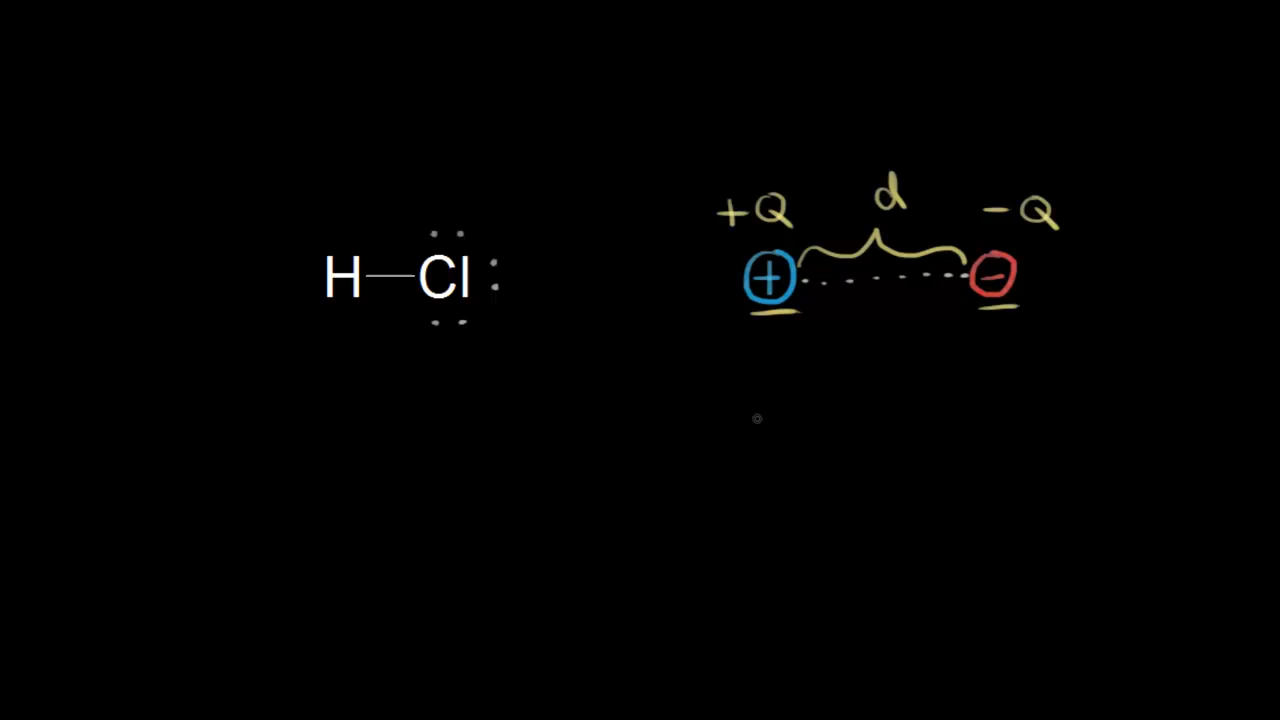 +Q d -Q
H—Cl + -